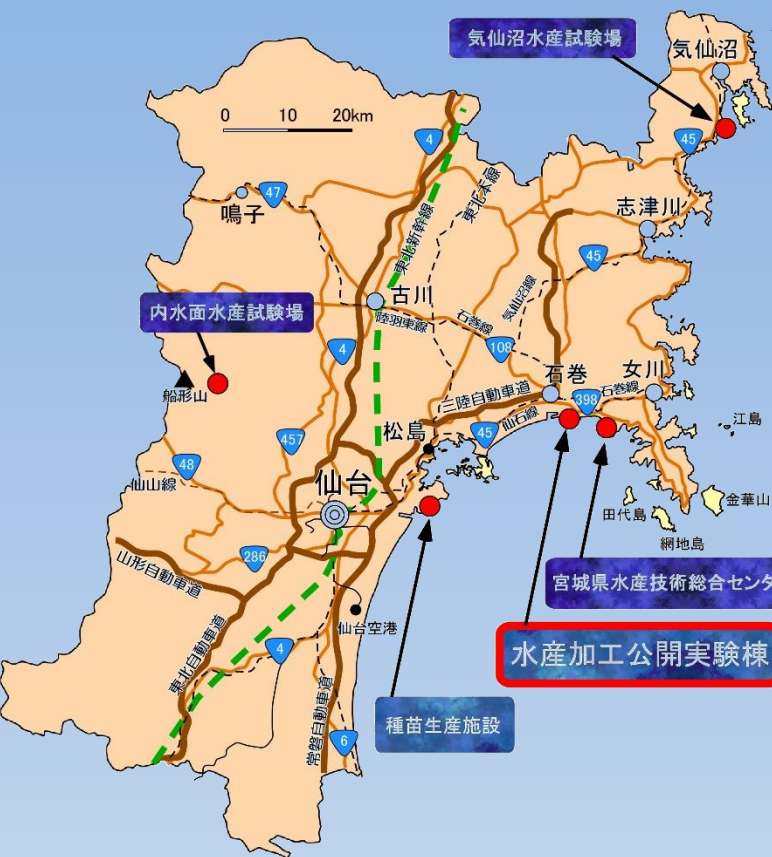 気仙沼水産試験場
気仙沼
0 10 20km
4
45
47
鳴子
東北新幹線
東北本線
志津川
45
気仙沼線
古川
内水面水産試験場
陸羽東線
石巻線
108
4
船形山
石巻
女川
三陸自動車道
398
石巻線
仙石線
松島
45
457
江島
48
仙山線
仙台
田代島
金華山
網地島
286
山形自動車道
宮城県水産技術総合センタ
東北自動車道
仙台空港
4
水産加工公開実験棟
種苗生産施設
常磐自動車道
6